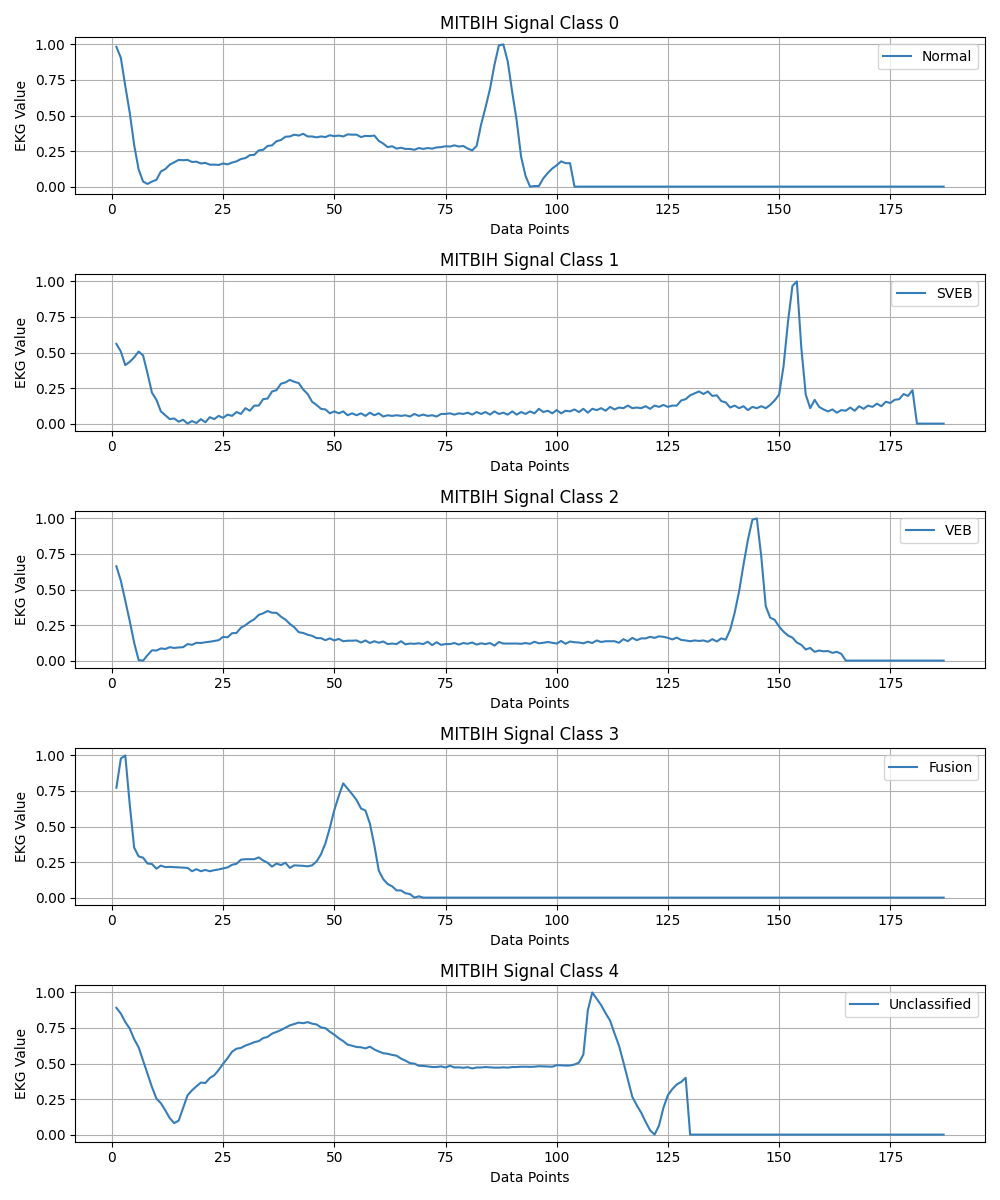 MITBIH Signal Class 0
1.00
0.75
0.50
0.25
0.00
EKG Value
Normal
0 25 50 75 100 125 150 175
Data Points
MITBIH Signal Class 1
1.00
0.75
0.50
0.25
0.00
EKG Value
SVEB
0 25 50 75 100 125 150 175
Data Points
MITBIH Signal Class 2
1.00
0.75
0.50
0.25
0.00
EKG Value
VEB
0 25 50 75 100 125 150 175
Data Points
MITBIH Signal Class 3
1.00
0.75
0.50
0.25
0.00
EKG Value
Fusion
0 25 50 75 100 125 150 175
Data Points
MITBIH Signal Class 4
1.00
0.75
0.50
0.25
0.00
EKG Value
Unclassified
0 25 50 75 100 125 150 175
Data Points